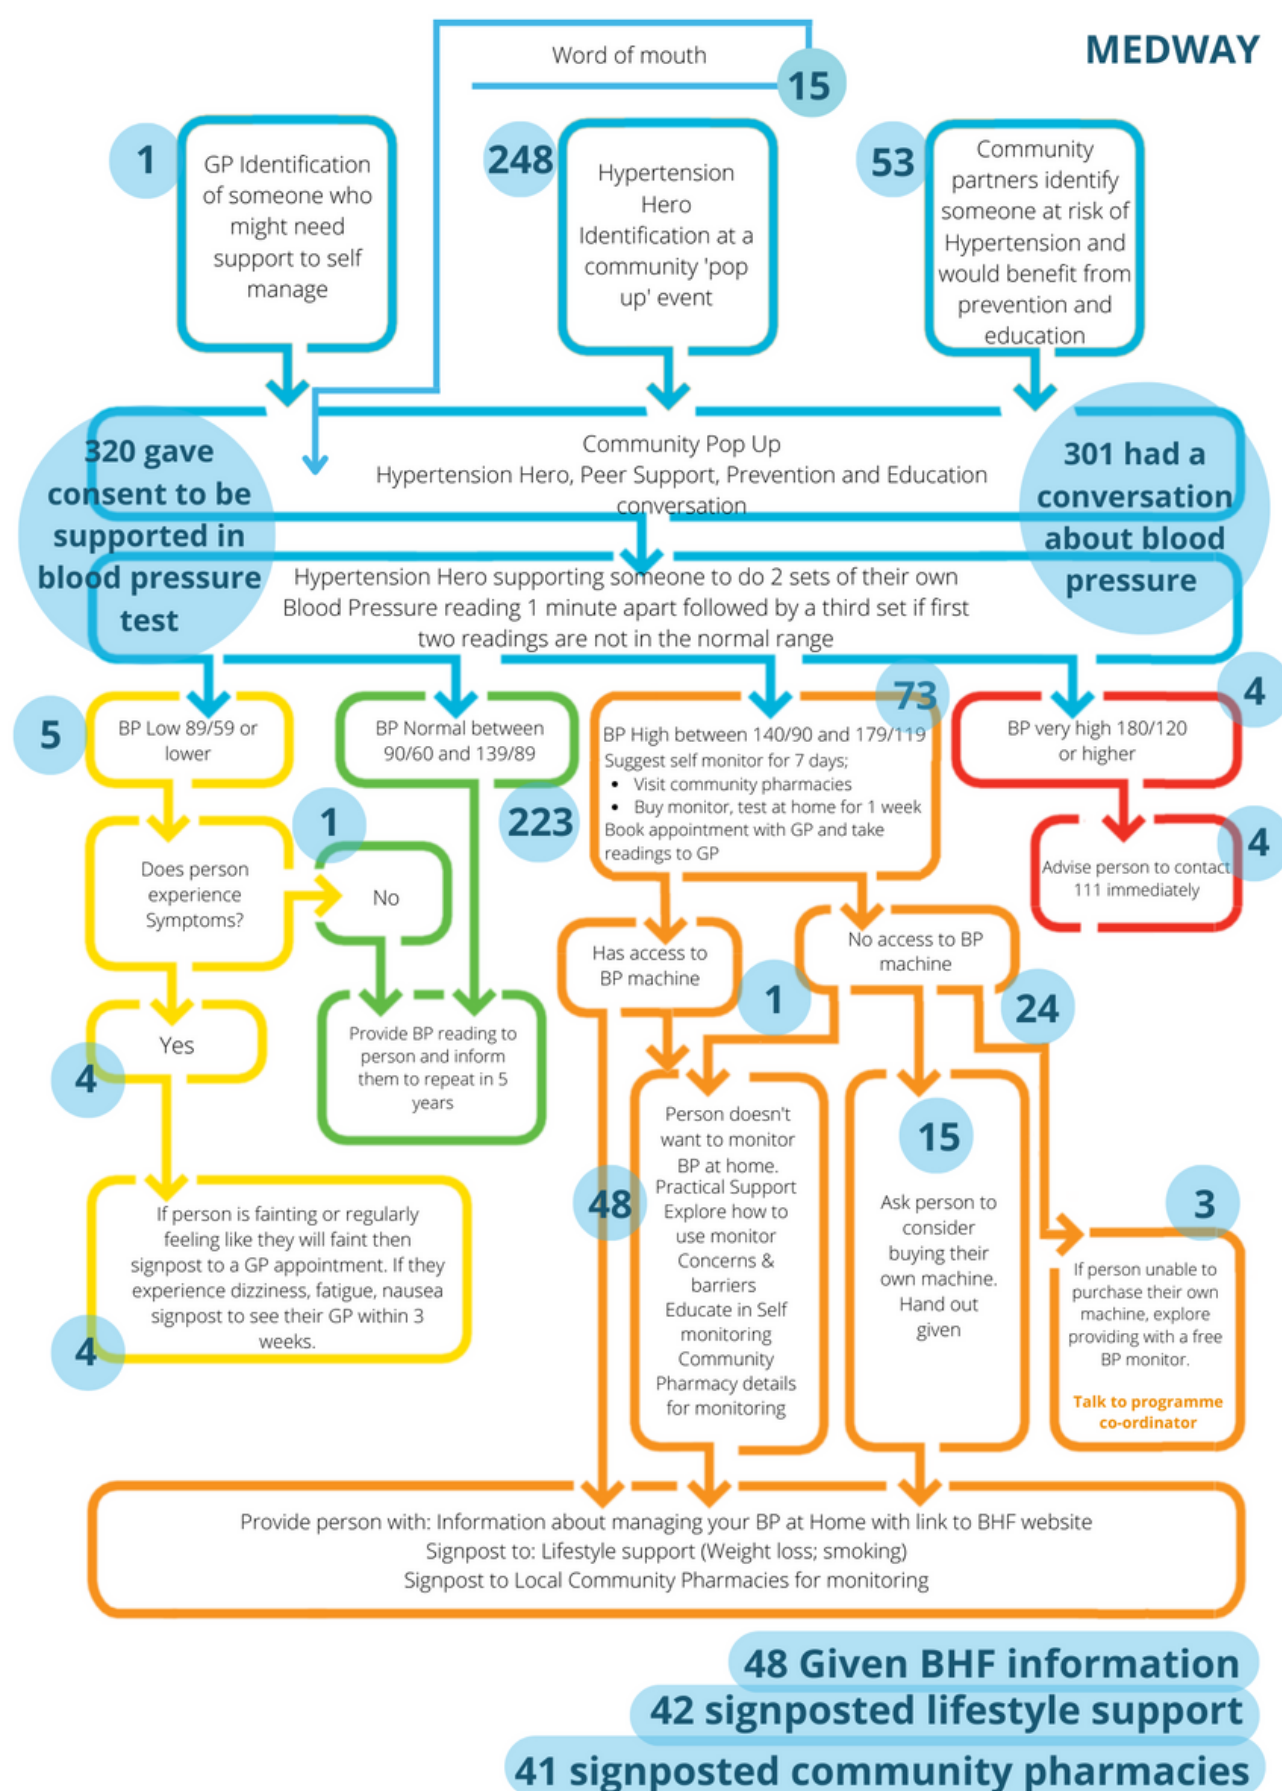 Word of mouth
MEDWAY
15
1
GP Identification
of someone who
might need
support to self
manage
248
Hypertension
Hero
Identification at a
community 'pop
up' event
53
Community
partners identify
someone at risk of
Hypertension and
would benefit from
prevention and
education
320 gave
consent to be
supported in
blood pressure
test
Community Pop Up
Hypertension Hero, Peer Support, Prevention and Education
conversation
301 had a
conversation
about blood
pressure
Hypertension Hero supporting someone to do 2 sets of their own
Blood Pressure reading 1 minute apart followed by a third set if first
two readings are not in the normal range
5
BP Low 89/59 or
lower
BP Normal between
90/60 and 139/89
223
73
BP High between 140/90 and 179/119
Suggest self monitor for 7 days;
• Visit community pharmacies
• Buy monitor, test at home for 1 week
Book appointment with GP and take
readings to GP
4
BP very high 180/120
or higher
4
Advise person to contact
111 immediately
Does person
experience
Symptoms?
1
No
Has access to
BP machine
No access to BP
machine
1
24
Yes
4
Provide BP reading to
person and inform
them to repeat in 5
years
If person is fainting or regularly
feeling like they will faint then
signpost to a GP appointment. If they
experience dizziness, fatigue, nausea
signpost to see their GP within 3
weeks.
4
48
Person doesn't
want to monitor
BP at home.
Practical Support
Explore how to
use monitor
Concerns &
barriers
Educate in Self
monitoring
Community
Pharmacy details
for monitoring
15
Ask person to
consider
buying their
own machine.
Hand out
given
3
If person unable to
purchase their own
machine, explore
providing with a free
BP monitor.
Talk to programme
co-ordinator
Provide person with: Information about managing your BP at Home with link to BHF website
Signpost to: Lifestyle support (Weight loss; smoking)
Signpost to Local Community Pharmacies for monitoring
48 Given BHF information
42 signposted lifestyle support
41 signposted community pharmacies